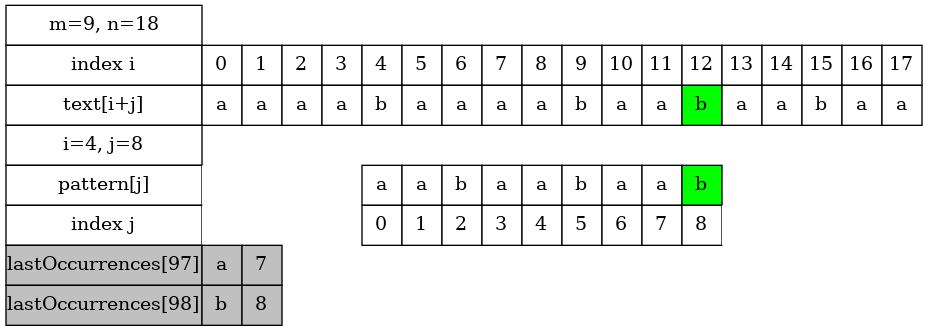 m=9, n=18
index i 0 1 2 3 4 5 6 7 8 9 10 11 12 13 14 15 16 17
text[i+j] a a a a b a a a a b a a b a a b a a
i=4, j=8
pattern[j] a a b a a b a a b
index j 0 1 2 3 4 5 6 7 8
lastOccurrences[97] a 7
lastOccurrences[98] b 8